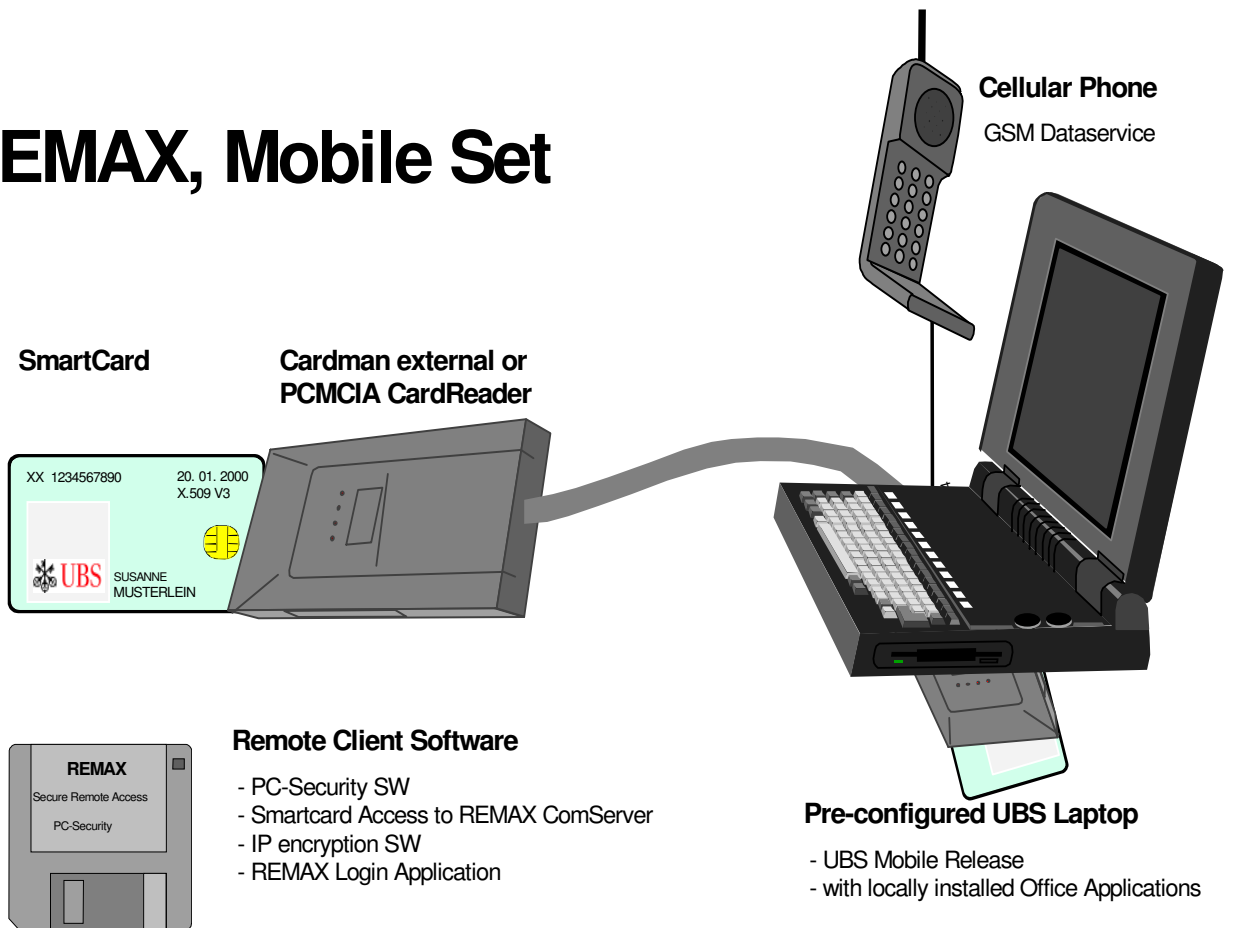 EMAX, Mobile Set
Cellular Phone
GSM Dataservice
SmartCard
Cardman external or
PCMCIA CardReader
XX 1234567890
20. 01. 2000
X.509 V3
UBS
SUSANNE
MUSTERLEIN
REMAX
Secure Remote Access
PC-Security
Remote Client Software
- PC-Security SW
- Smartcard Access to REMAX ComServer
- IP encryption SW
- REMAX Login Application
Pre-configured UBS Laptop
- UBS Mobile Release
- with locally installed Office Applications